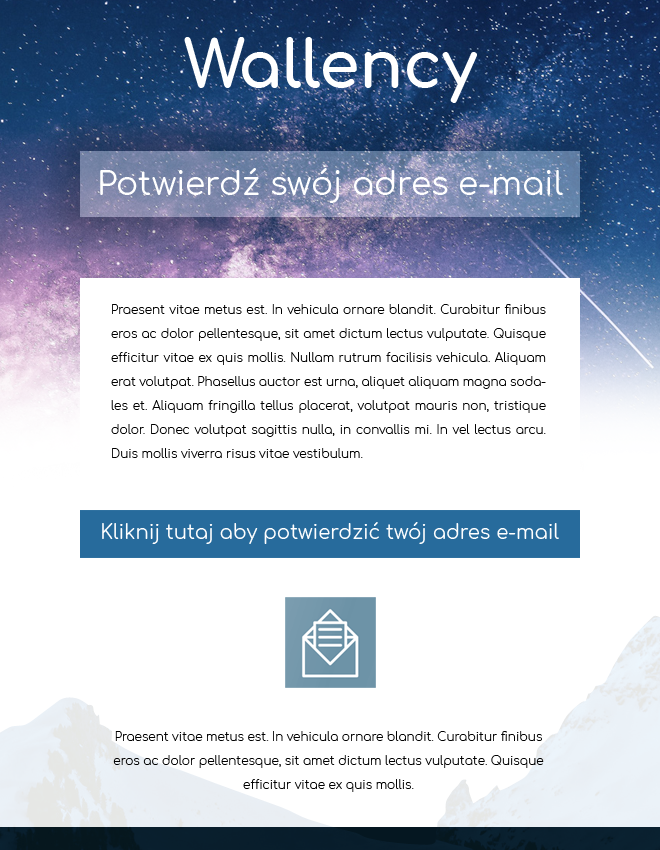 Wallency
Potwierdź swój adres e-mail
Praesent vitae metus est. In vehicula ornare blandit. Curabitur finibus
eros ac dolor pellentesque, sit amet dictum lectus vulputate. Quisque
efficitur vitae ex quis mollis. Nullam rutrum facilisis vehicula. Aliquam
erat volutpat. Phasellus auctor est urna, aliquet aliquam magna soda-
les et. Aliquam fringilla tellus placerat, volutpat mauris non, tristique
dolor. Donec volutpat sagittis nulla, in convallis mi. In vel lectus arcu.
Duis mollis viverra risus vitae vestibulum.
Kliknij tutaj aby potwierdzić twój adres e-mail
Praesent vitae metus est. In vehicula ornare blandit. Curabitur finibus
eros ac dolor pellentesque, sit amet dictum lectus vulputate. Quisque
efficitur vitae ex quis mollis.